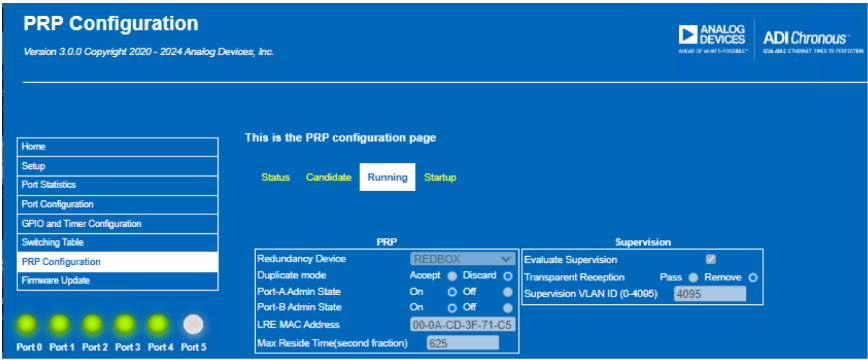 PRP Configuration
Version 3.0.0 Copyright 2020 - 2024 Analog Devices, Inc.
ANALOG
DEVICES
AHEAD OF WHAT'S POSSIBLE™
ADI Chronous™
SCALABLE ETHERNET TIMED TO PERFECTION
This is the PRP configuration page
Home
Setup
Port Statistics
Port Configuration
GPIO and Timer Configuration
Switching Table
PRP Configuration
Firmware Update
Status Candidate Running Startup
PRP
Redundancy Device REDBOX
Duplicate mode Accept Discard
Port-A Admin State On Off
Port-B Admin State On Off
LRE MAC Address 00-0A-CD-3F-71-C5
Max Reside Time(second fraction) 625
Supervision
Evaluate Supervision
Transparent Reception Pass Remove
Supervision VLAN ID (0-4095) 4095
Port 0 Port 1 Port 2 Port 3 Port 4 Port 5